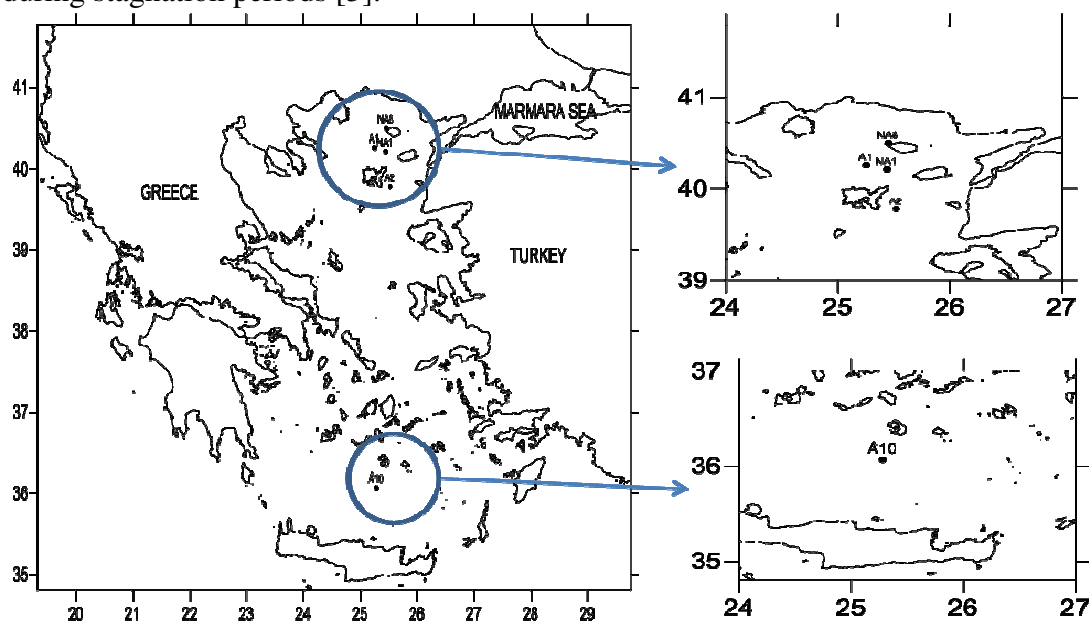 during stagnation periods [5].
41
40
39
38
37
36
35
20 21 22 23 24 25 26 27 28 29
GREECE
TURKEY
MARMARA SEA
NA6
A1 NA1
A2
A10
41
40
39
24 25 26 27
NA6
A1 NA1
A2
37
36
35
24 25 26 27
A10